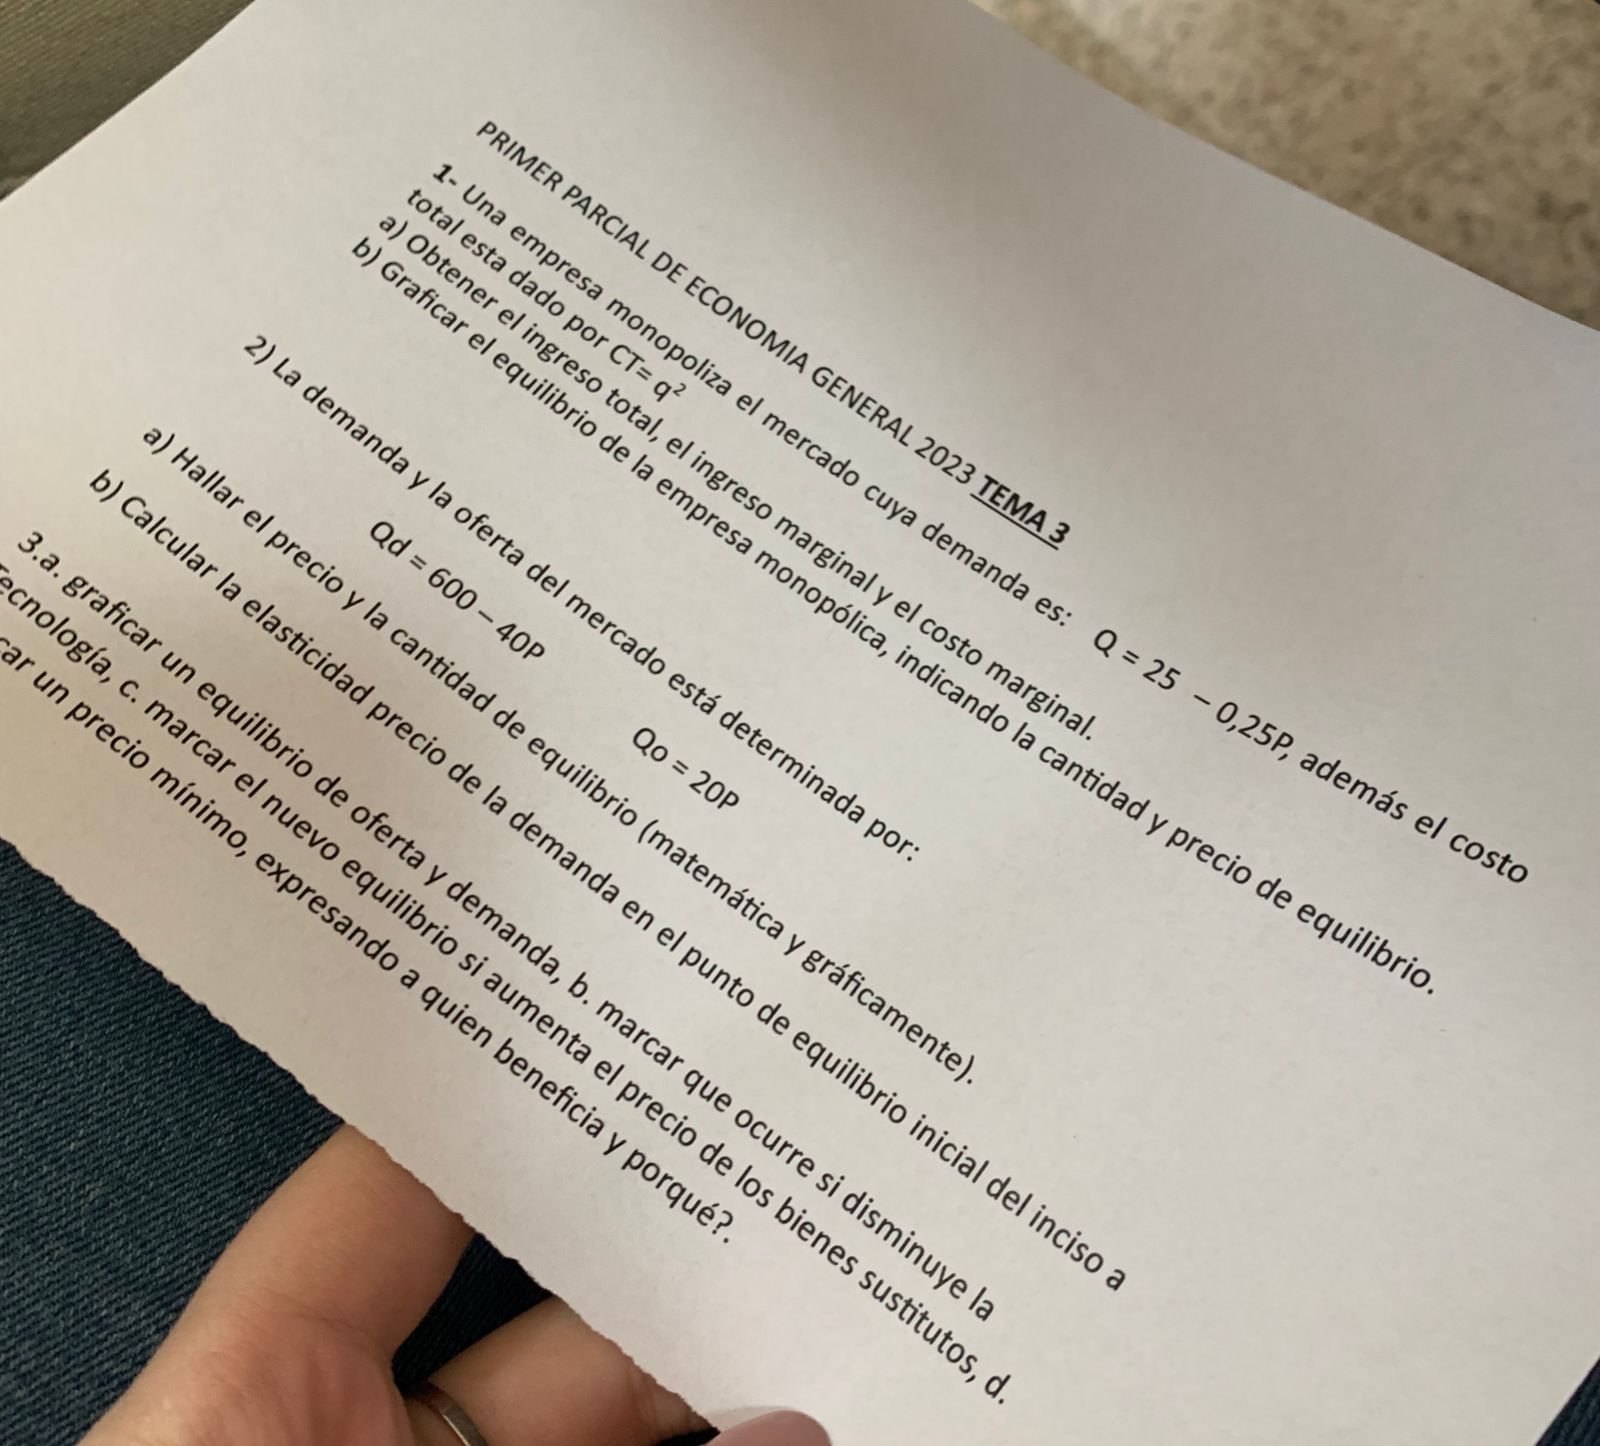 PRIMER PARCIAL DE ECONOMIA GENERAL 2023 TEMA 3
1- Una empresa monopoliza el mercado cuya demanda es: Q = 25 – 0,25P, además el costo
total esta dado por CT= q²
a) Obtener el ingreso total, el ingreso marginal y el costo marginal.
b) Graficar el equilibrio de la empresa monopólica, indicando la cantidad y precio de equilibrio.
2) La demanda y la oferta del mercado está determinada por:
Qd = 600 – 40P Qo = 20P
a) Hallar el precio y la cantidad de equilibrio (matemática y gráficamente).
b) Calcular la elasticidad precio de la demanda en el punto de equilibrio inicial del inciso a
3.a. graficar un equilibrio de oferta y demanda, b. marcar que ocurre si disminuye la
Tecnología, c. marcar el nuevo equilibrio si aumenta el precio de los bienes sustitutos, d.
car un precio mínimo, expresando a quien beneficia y porqué?.